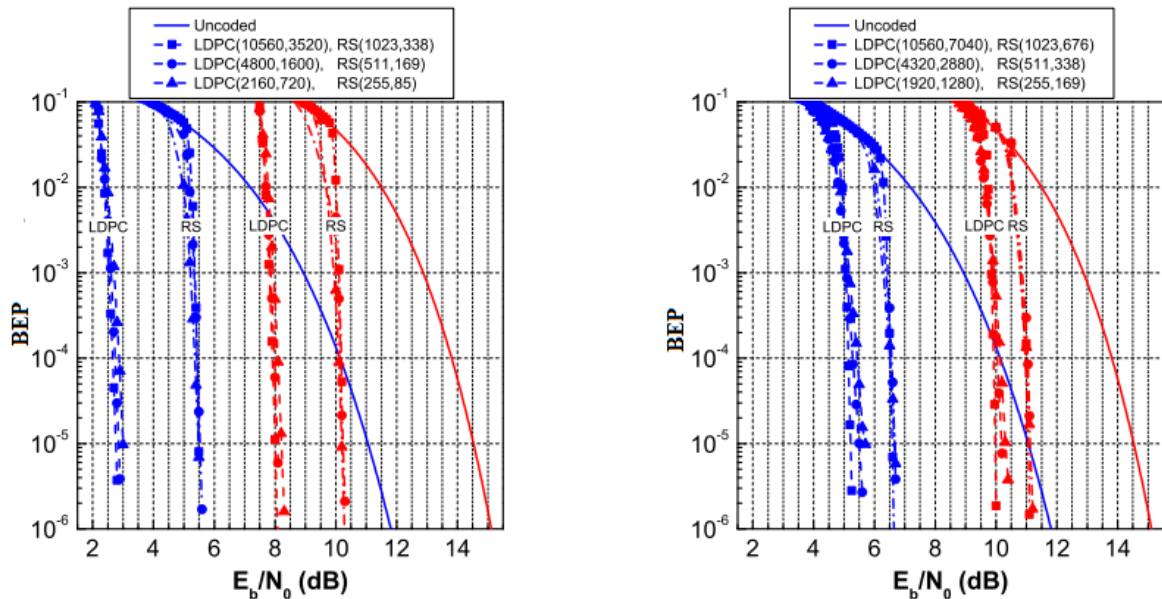 Uncoded
LDPC(10560,3520), RS(1023,338)
LDPC(4800,1600), RS(511,169)
LDPC(2160,720), RS(255,85)
10^-1
10^-2
10^-3
10^-4
10^-5
10^-6
BEP
LDPC RS LDPC RS
2 4 6 8 10 12 14
E_b/N_0 (dB)
Uncoded
LDPC(10560,7040), RS(1023,676)
LDPC(4320,2880), RS(511,338)
LDPC(1920,1280), RS(255,169)
10^-1
10^-2
10^-3
10^-4
10^-5
10^-6
BEP
LDPC RS LDPC RS
2 4 6 8 10 12 14
E_b/N_0 (dB)